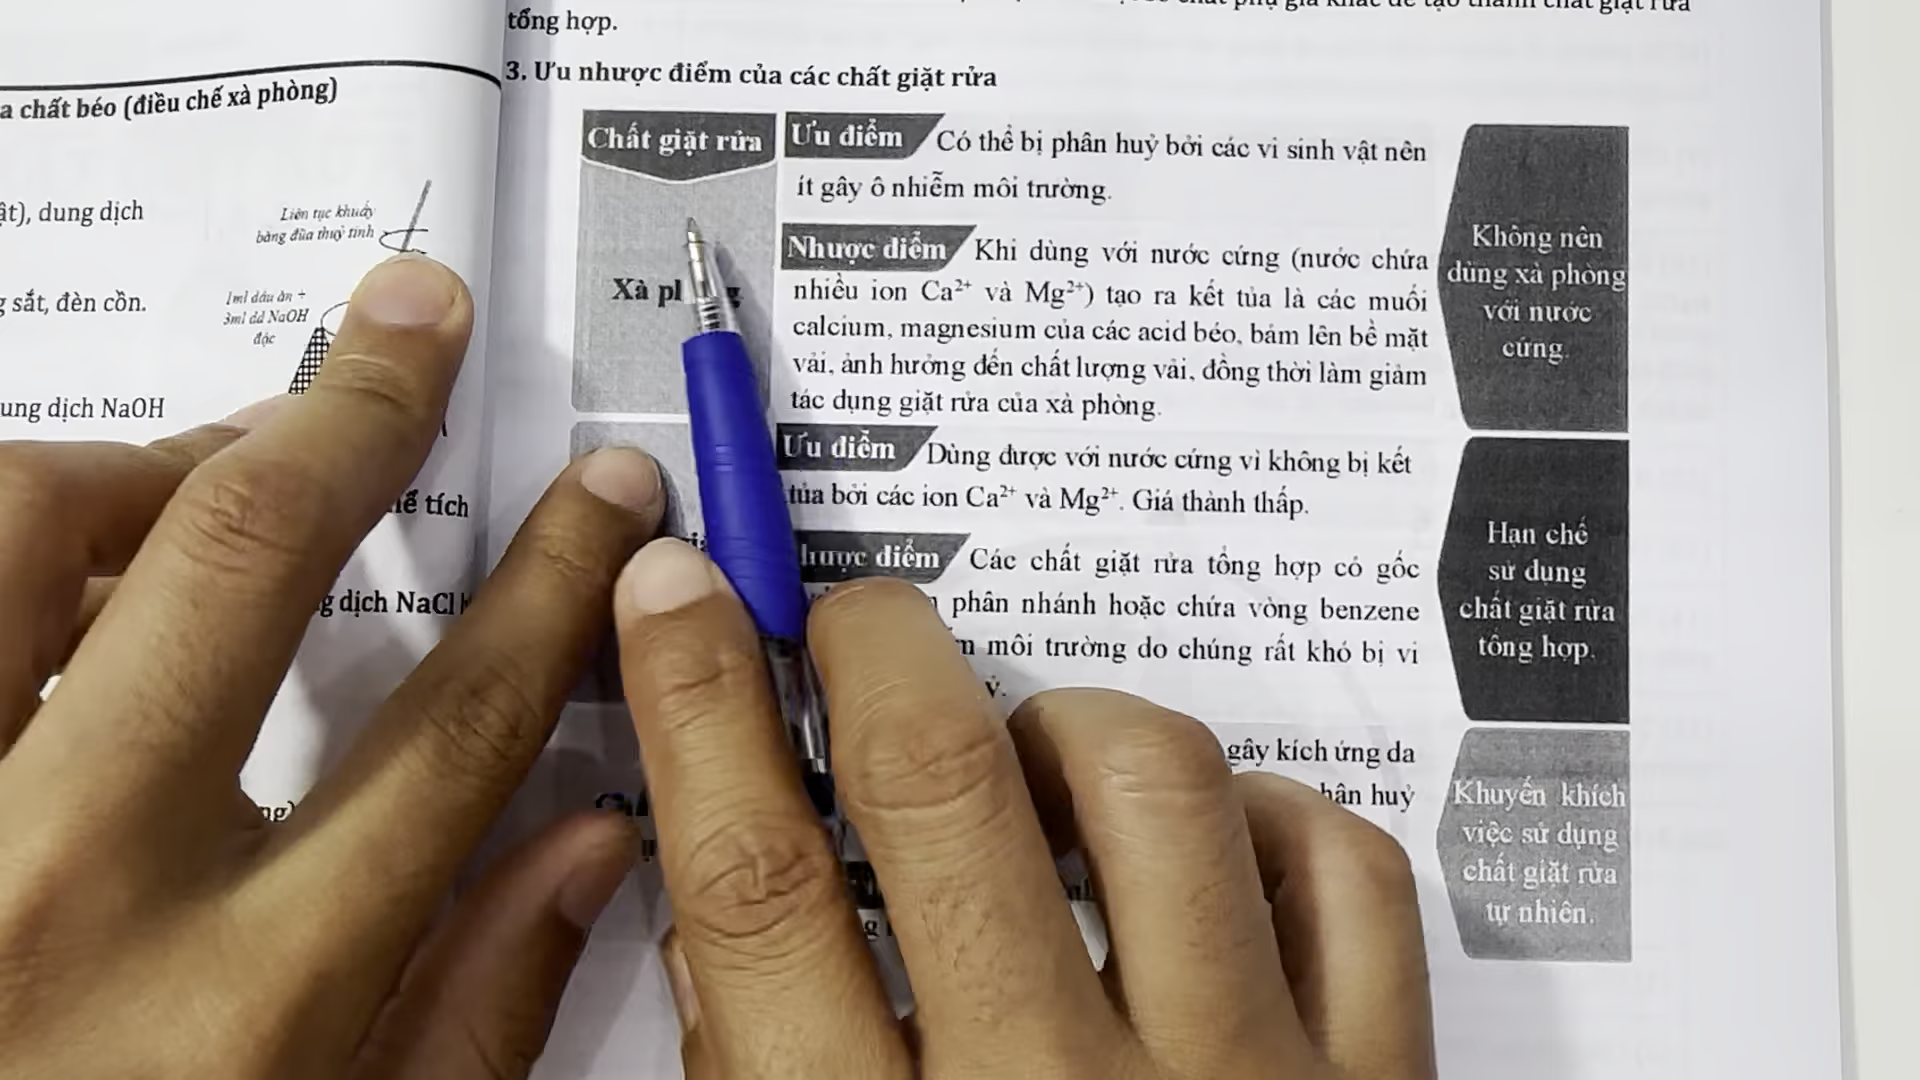 tổng hợp.
a chất béo (điều chế xà phòng)
dung dịch
Liên tục khuấy
bằng đũa thuỷ tinh
sắt, đèn cồn.
1ml dầu ăn +
3ml dd NaOH
đặc
dịch NaOH
tích
dịch NaCl
3. Ưu nhược điểm của các chất giặt rửa
Chất giặt rửa
Xà
Ưu điểm Có thể bị phân huỷ bởi các vi sinh vật nên
ít gây ô nhiễm môi trường.
Nhược điểm Khi dùng với nước cứng (nước chứa
nhiều ion Ca²⁺ và Mg²⁺) tạo ra kết tủa là các muối
calcium, magnesium của các acid béo, bám lên bề mặt
vải, ảnh hưởng đến chất lượng vải, đồng thời làm giảm
tác dụng giặt rửa của xà phòng.
Không nên
dùng xà phòng
với nước
cứng.
Ưu điểm Dùng được với nước cứng vì không bị kết
tủa bởi các ion Ca²⁺ và Mg²⁺. Giá thành thấp.
điểm Các chất giặt rửa tổng hợp có gốc
phân nhánh hoặc chứa vòng benzene
môi trường do chúng rất khó bị vi
Hạn chế
sử dụng
chất giặt rửa
tổng hợp.
gây kích ứng da
huỷ
Khuyến khích
việc sử dụng
chất giặt rửa
tự nhiên.